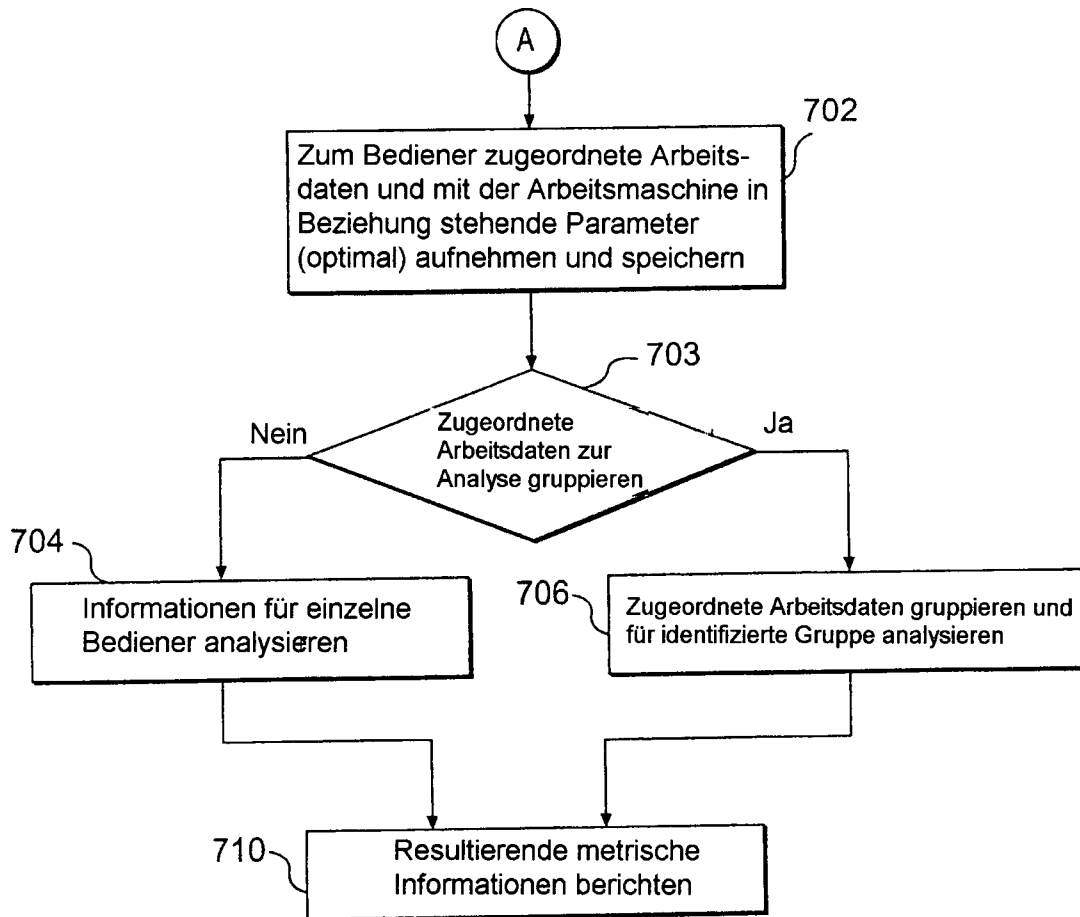 A
702
Zum Bediener zugeordnete Arbeits-
daten und mit der Arbeitsmaschine in
Beziehung stehende Parameter
(optimal) aufnehmen und speichern
703
Nein
Zugeordnete
Arbeitsdaten zur
Analyse gruppieren
Ja
704
Informationen für einzelne
Bediener analysieren
706
Zugeordnete Arbeitsdaten gruppieren und
für identifizierte Gruppe analysieren
710
Resultierende metrische
Informationen berichten